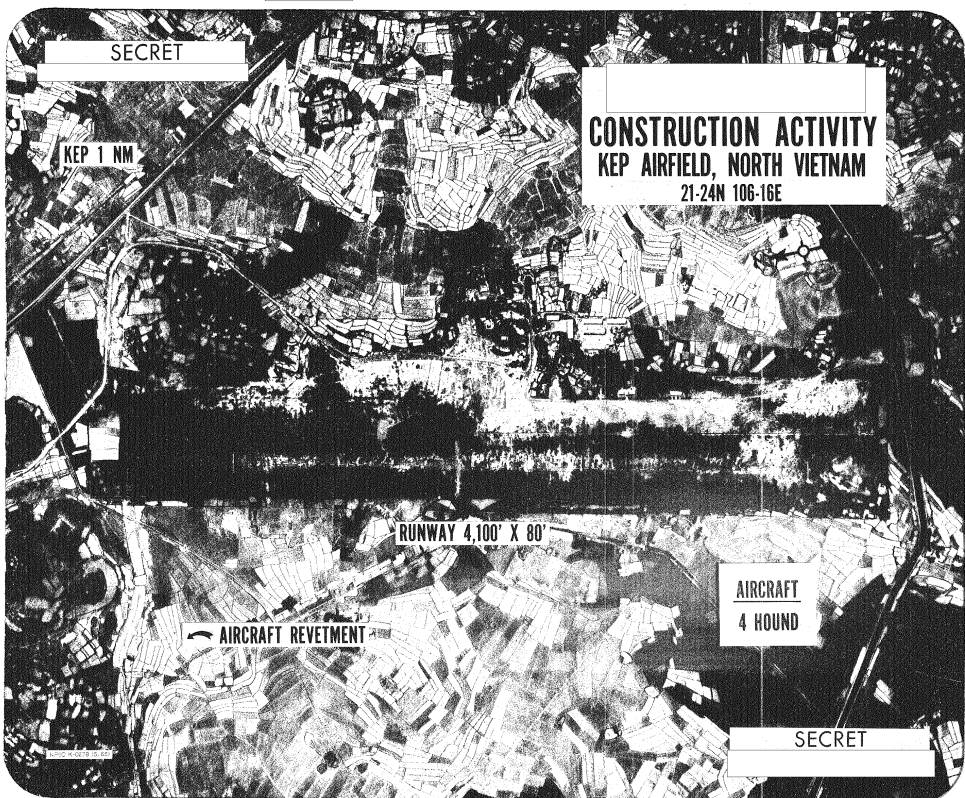 SECRET
CONSTRUCTION ACTIVITY
KEP AIRFIELD, NORTH VIETNAM
21-24N 106-16E
KEP 1 NM
RUNWAY 4,100' X 80'
AIRCRAFT
4 HOUND
AIRCRAFT REVETMENT
SECRET